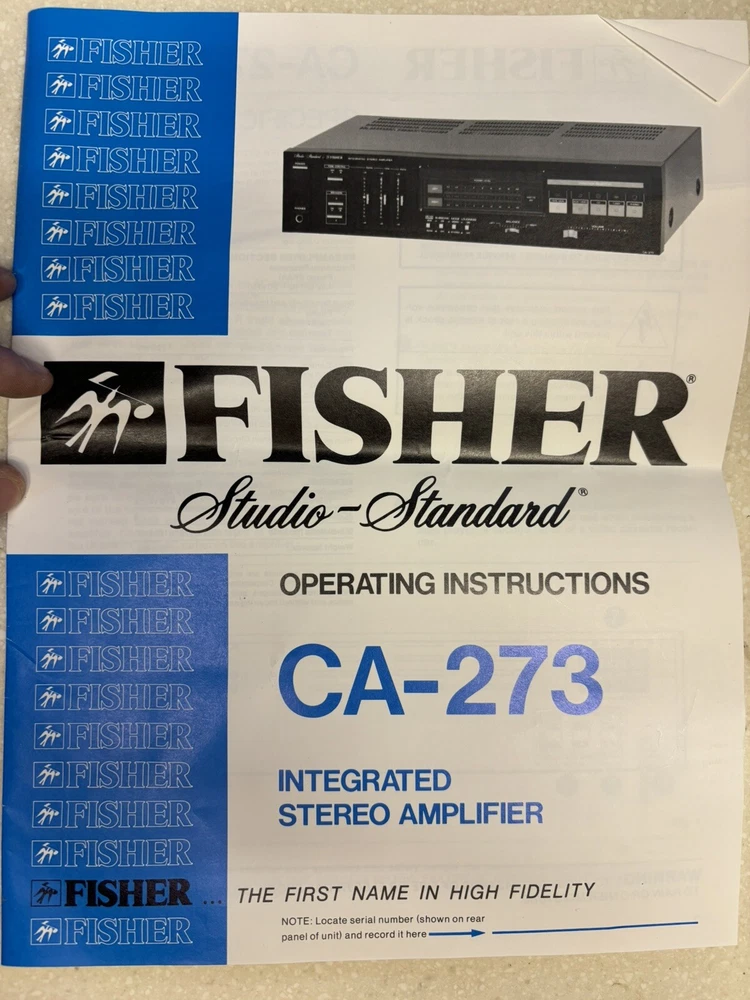 FISHER
FISHER
FISHER
FISHER
FISHER
FISHER
FISHER
FISHER
FISHER®
Studio-Standard®
FISHER
FISHER
FISHER
FISHER
FISHER
FISHER
FISHER
FISHER
OPERATING INSTRUCTIONS
CA-273
INTEGRATED
STEREO AMPLIFIER
FISHER ... THE FIRST NAME IN HIGH FIDELITY
FISHER
NOTE: Locate serial number (shown on rear
panel of unit) and record it here